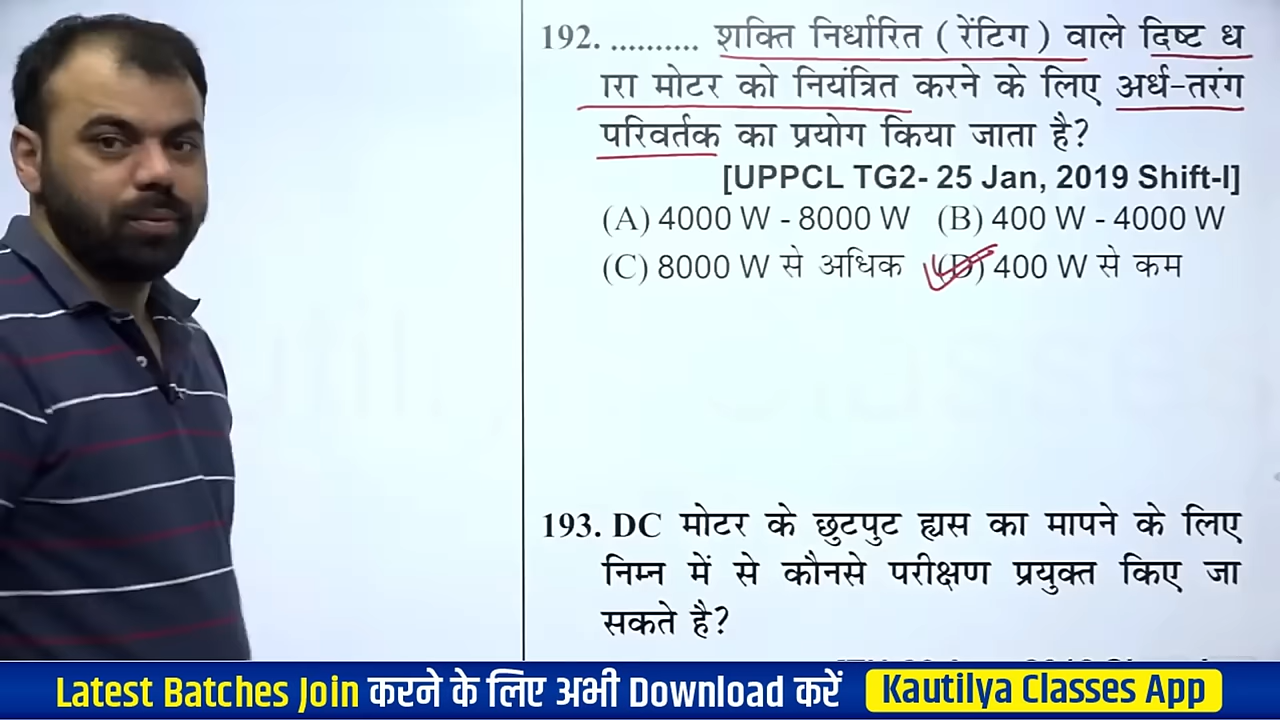 192. .......... शक्ति निर्धारित ( रेंटिग ) वाले दिष्ट ध
ारा मोटर को नियंत्रित करने के लिए अर्ध-तरंग
परिवर्तक का प्रयोग किया जाता है?
[UPPCL TG2- 25 Jan, 2019 Shift-I]
(A) 4000 W - 8000 W (B) 400 W - 4000 W
(C) 8000 W से अधिक (D) 400 W से कम
193. DC मोटर के छुटपुट ह्यस का मापने के लिए
निम्न में से कौनसे परीक्षण प्रयुक्त किए जा
सकते है?
Latest Batches Join करने के लिए अभी Download करें Kautilya Classes App